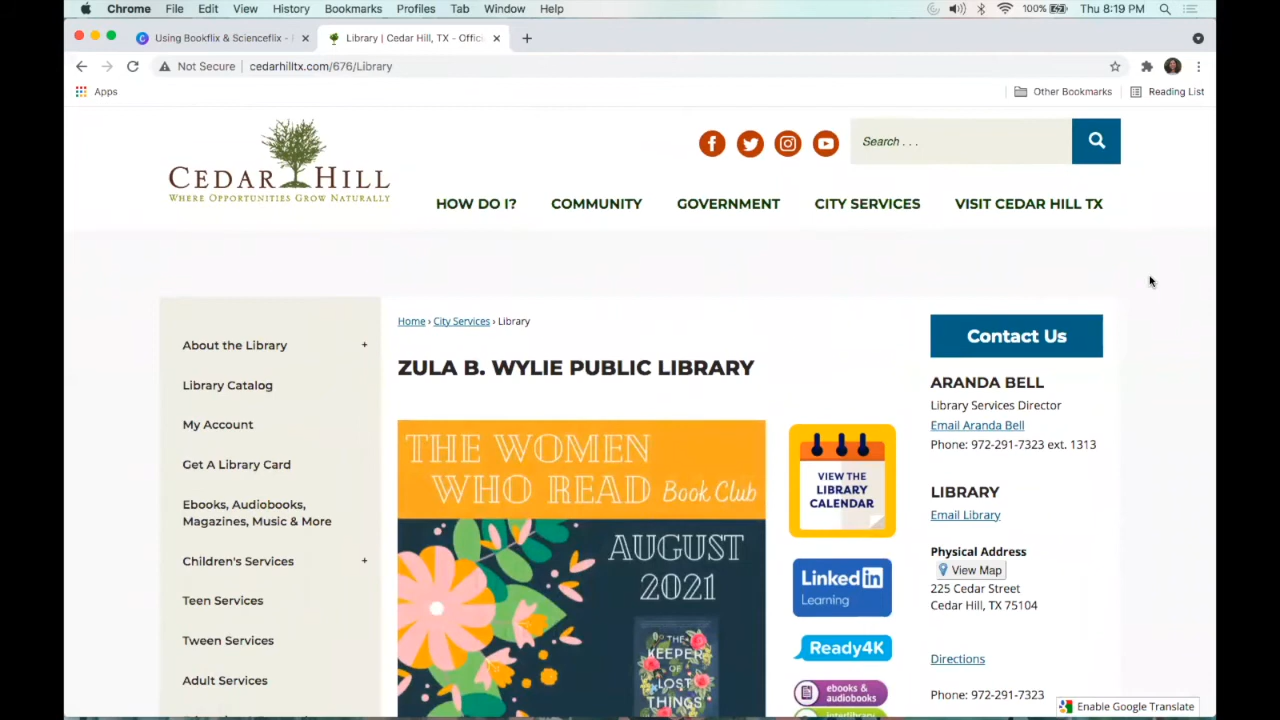 Chrome File Edit View History Bookmarks Profiles Tab Window Help 100% Thu 8:19 PM
Using Bookflix & Scienceflix -
Library | Cedar Hill, TX - Offici
Not Secure cedarhilltx.com/676/Library
Apps
Other Bookmarks
Reading List
CEDAR HILL
WHERE OPPORTUNITIES GROW NATURALLY
Search . . .
HOW DO I? COMMUNITY GOVERNMENT CITY SERVICES VISIT CEDAR HILL TX
About the Library +
Library Catalog
My Account
Get A Library Card
Ebooks, Audiobooks,
Magazines, Music & More
Children's Services +
Teen Services
Tween Services
Adult Services
Home › City Services › Library
ZULA B. WYLIE PUBLIC LIBRARY
THE WOMEN
WHO READ Book Club
AUGUST
2021
THE
KEEPER
OF
LOST
THINGS
VIEW THE
LIBRARY
CALENDAR
Linked in
Learning
Ready4K
ebooks &
audiobooks
interlibrary
Contact Us
ARANDA BELL
Library Services Director
Email Aranda Bell
Phone: 972-291-7323 ext. 1313
LIBRARY
Email Library
Physical Address
View Map
225 Cedar Street
Cedar Hill, TX 75104
Directions
Phone: 972-291-7323
Enable Google Translate